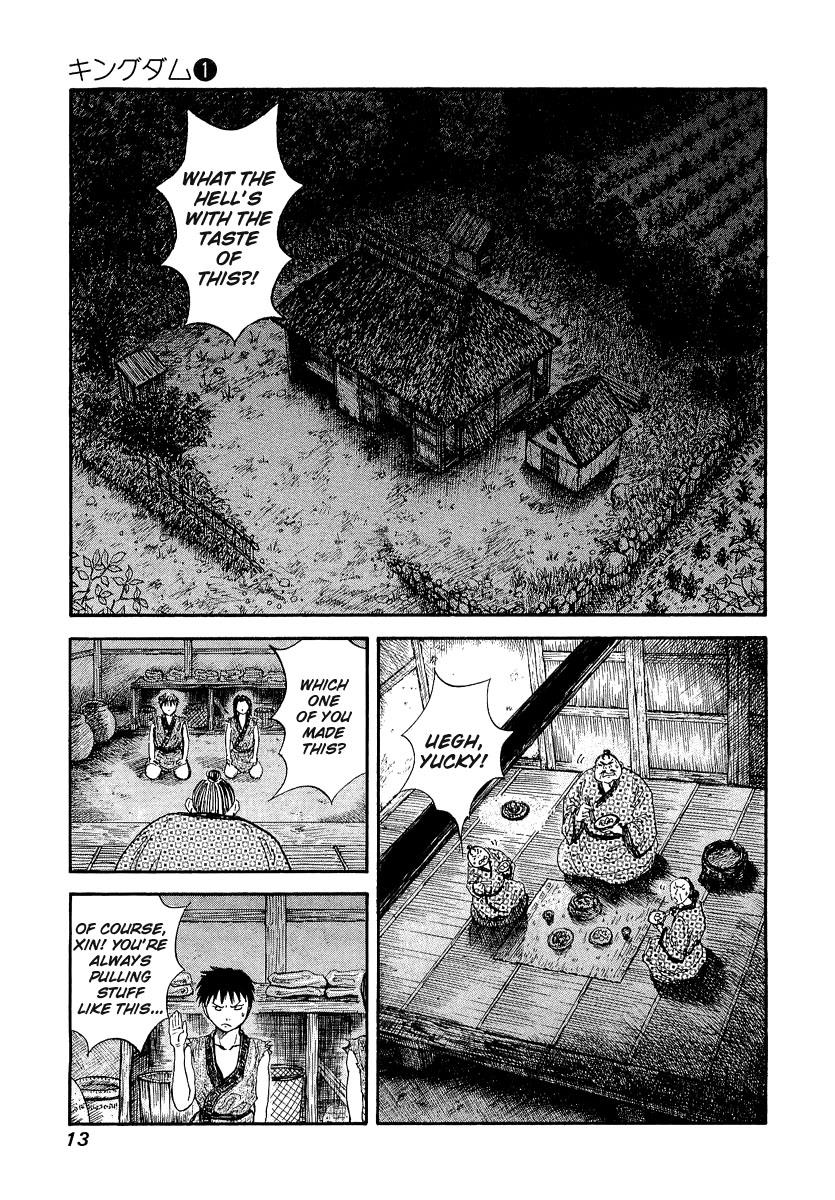 キングダム❶
WHAT THE
HELL'S
WITH THE
TASTE
OF
THIS?!
UEGH,
YUCKY!
WHICH
ONE
OF YOU
MADE
THIS?
OF COURSE,
XIN! YOU'RE
ALWAYS
PULLING
STUFF
LIKE THIS...
13